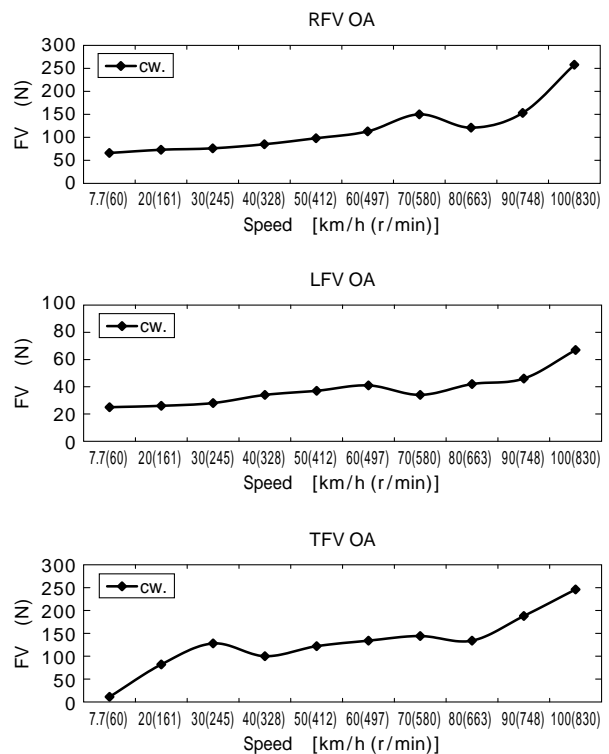 RFV OA
300
250
200
150
100
50
0
FV (N)
cw.
7.7(60) 20(161) 30(245) 40(328) 50(412) 60(497) 70(580) 80(663) 90(748) 100(830)
Speed [km/h (r/min)]
LFV OA
100
80
60
40
20
0
FV (N)
cw.
7.7(60) 20(161) 30(245) 40(328) 50(412) 60(497) 70(580) 80(663) 90(748) 100(830)
Speed [km/h (r/min)]
TFV OA
300
250
200
150
100
50
0
FV (N)
cw.
7.7(60) 20(161) 30(245) 40(328) 50(412) 60(497) 70(580) 80(663) 90(748) 100(830)
Speed [km/h (r/min)]